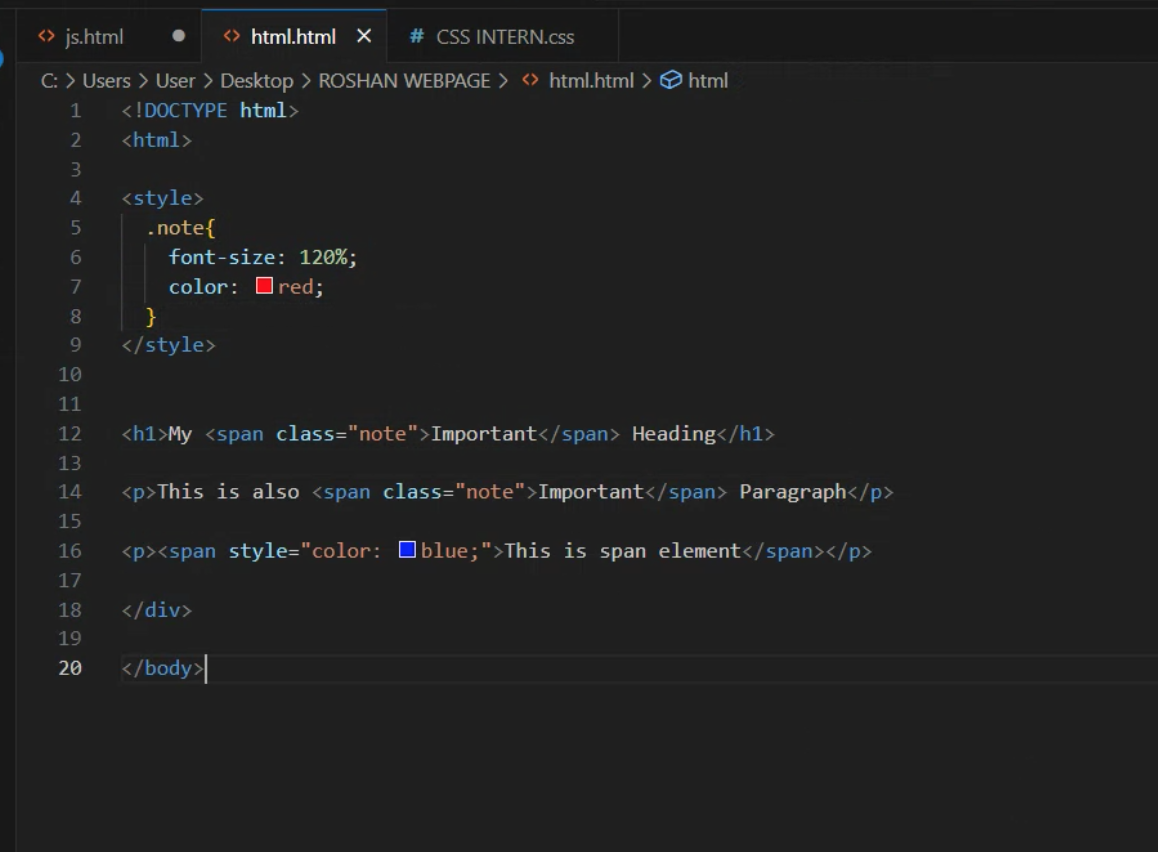 js.html html.html CSS INTERN.css
C: > Users > User > Desktop > ROSHAN WEBPAGE > html.html > html
1 <!DOCTYPE html>
2 <html>
3
4 <style>
5 .note{
6 font-size: 120%;
7 color: red;
8 }
9 </style>
10
11
12 <h1>My <span class="note">Important</span> Heading</h1>
13
14 <p>This is also <span class="note">Important</span> Paragraph</p>
15
16 <p><span style="color: blue;">This is span element</span></p>
17
18 </div>
19
20 </body>